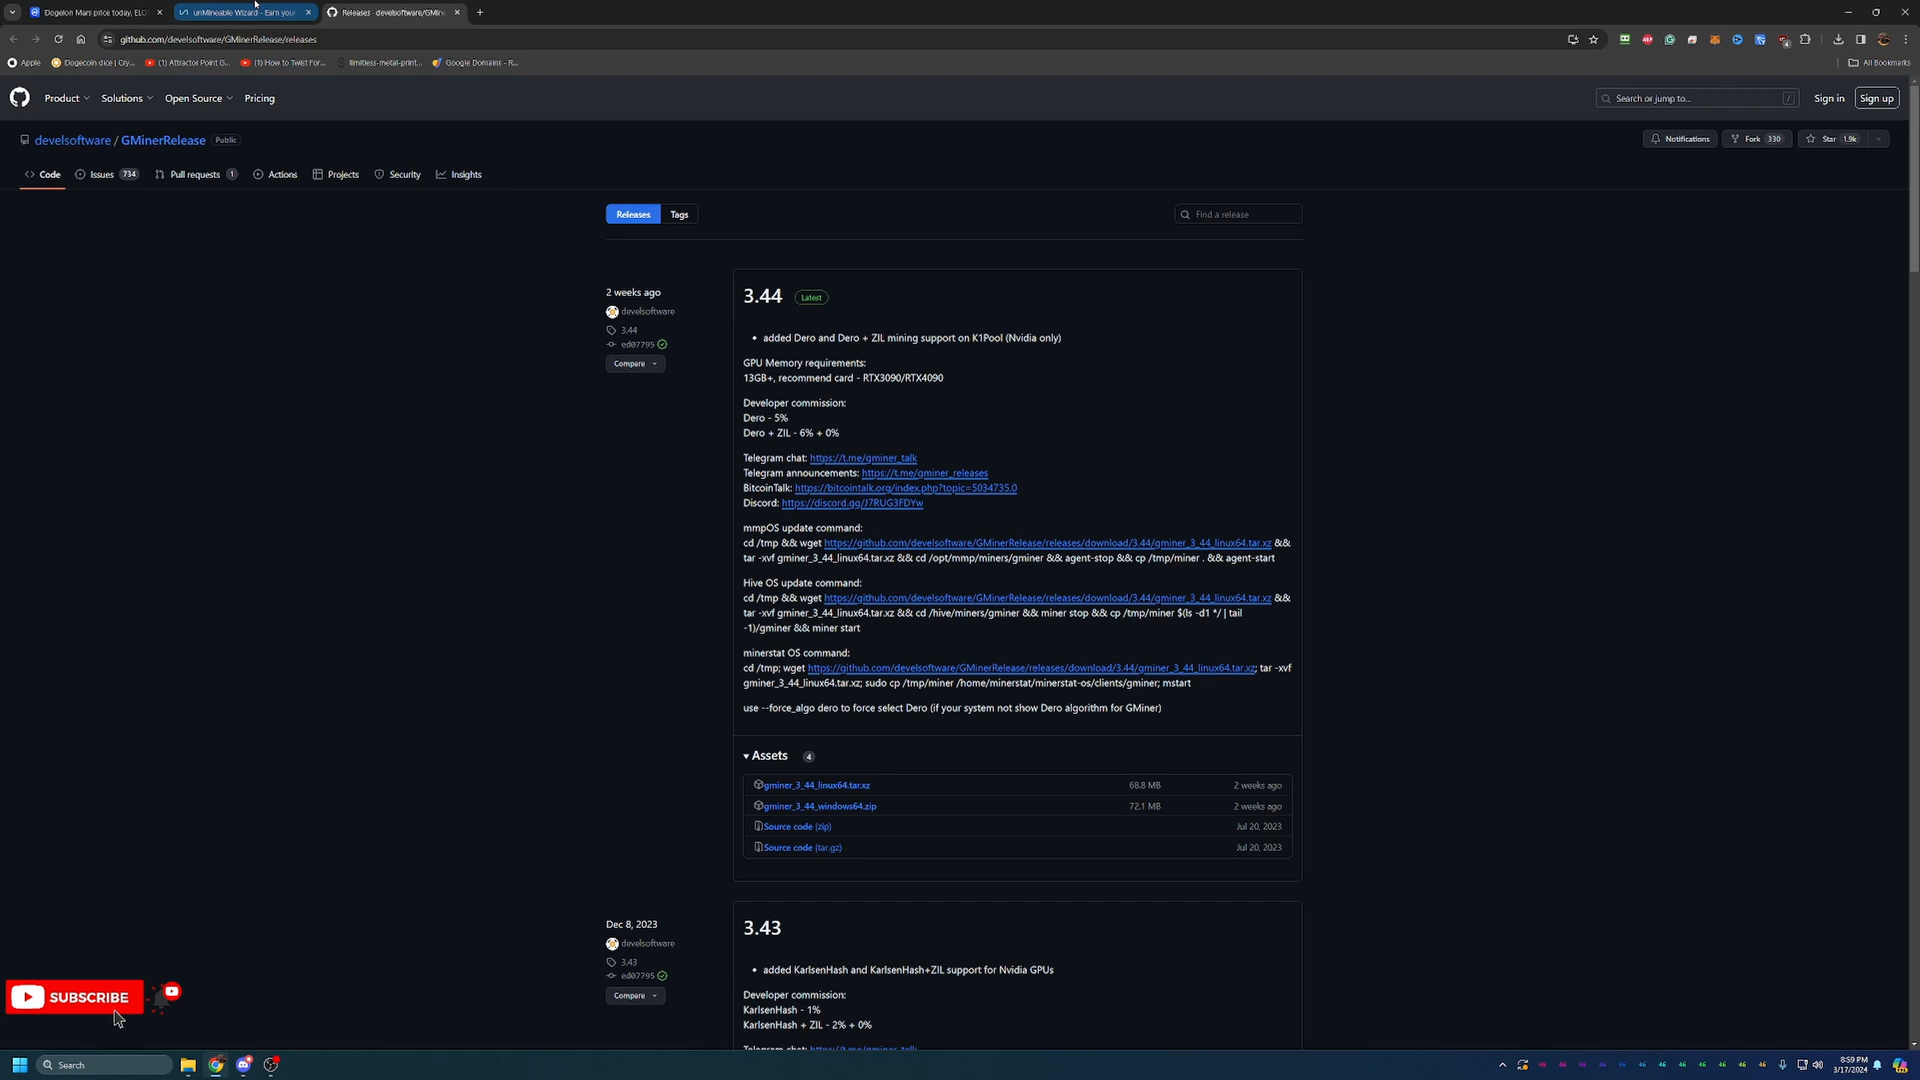 Dogelon Mars price today, ELO
unMineable Wizard - Earn your
Releases · develsoftware/GMine
github.com/develsoftware/GMinerRelease/releases
Apple
Dogecoin dice | Cry...
(1) Attractor Point G...
(1) How to Twist For...
limitless-metal-print...
Google Domains - R...
All Bookmarks
Product
Solutions
Open Source
Pricing
Search or jump to...
/
Sign in
Sign up
develsoftware / GMinerRelease
Public
Notifications
Fork 330
Star 1.9k
Code
Issues 734
Pull requests 1
Actions
Projects
Security
Insights
Releases
Tags
Find a release
2 weeks ago
develsoftware
3.44
ed07795
Compare
3.44 Latest
• added Dero and Dero + ZIL mining support on K1Pool (Nvidia only)
GPU Memory requirements:
13GB+, recommend card - RTX3090/RTX4090
Developer commission:
Dero - 5%
Dero + ZIL - 6% + 0%
Telegram chat: https://t.me/gminer_talk
Telegram announcements: https://t.me/gminer_releases
BitcoinTalk: https://bitcointalk.org/index.php?topic=5034735.0
Discord: https://discord.gg/J7RUG3FDYw
mmpOS update command:
cd /tmp && wget https://github.com/develsoftware/GMinerRelease/releases/download/3.44/gminer_3_44_linux64.tar.xz &&
tar -xvf gminer_3_44_linux64.tar.xz && cd /opt/mmp/miners/gminer && agent-stop && cp /tmp/miner . && agent-start
Hive OS update command:
cd /tmp && wget https://github.com/develsoftware/GMinerRelease/releases/download/3.44/gminer_3_44_linux64.tar.xz &&
tar -xvf gminer_3_44_linux64.tar.xz && cd /hive/miners/gminer && miner stop && cp /tmp/miner $(ls -d1 */ | tail
-1)/gminer && miner start
minerstat OS command:
cd /tmp; wget https://github.com/develsoftware/GMinerRelease/releases/download/3.44/gminer_3_44_linux64.tar.xz; tar -xvf
gminer_3_44_linux64.tar.xz; sudo cp /tmp/miner /home/minerstat/minerstat-os/clients/gminer; mstart
use --force_algo dero to force select Dero (if your system not show Dero algorithm for GMiner)
Assets 4
gminer_3_44_linux64.tar.xz 68.8 MB 2 weeks ago
gminer_3_44_windows64.zip 72.1 MB 2 weeks ago
Source code (zip) Jul 20, 2023
Source code (tar.gz) Jul 20, 2023
Dec 8, 2023
develsoftware
3.43
ed07795
Compare
3.43
• added KarlsenHash and KarlsenHash+ZIL support for Nvidia GPUs
Developer commission:
KarlsenHash - 1%
KarlsenHash + ZIL - 2% + 0%
Telegram chat: https://t.me/gminer_talk
SUBSCRIBE
Search
8:59 PM
3/17/2024